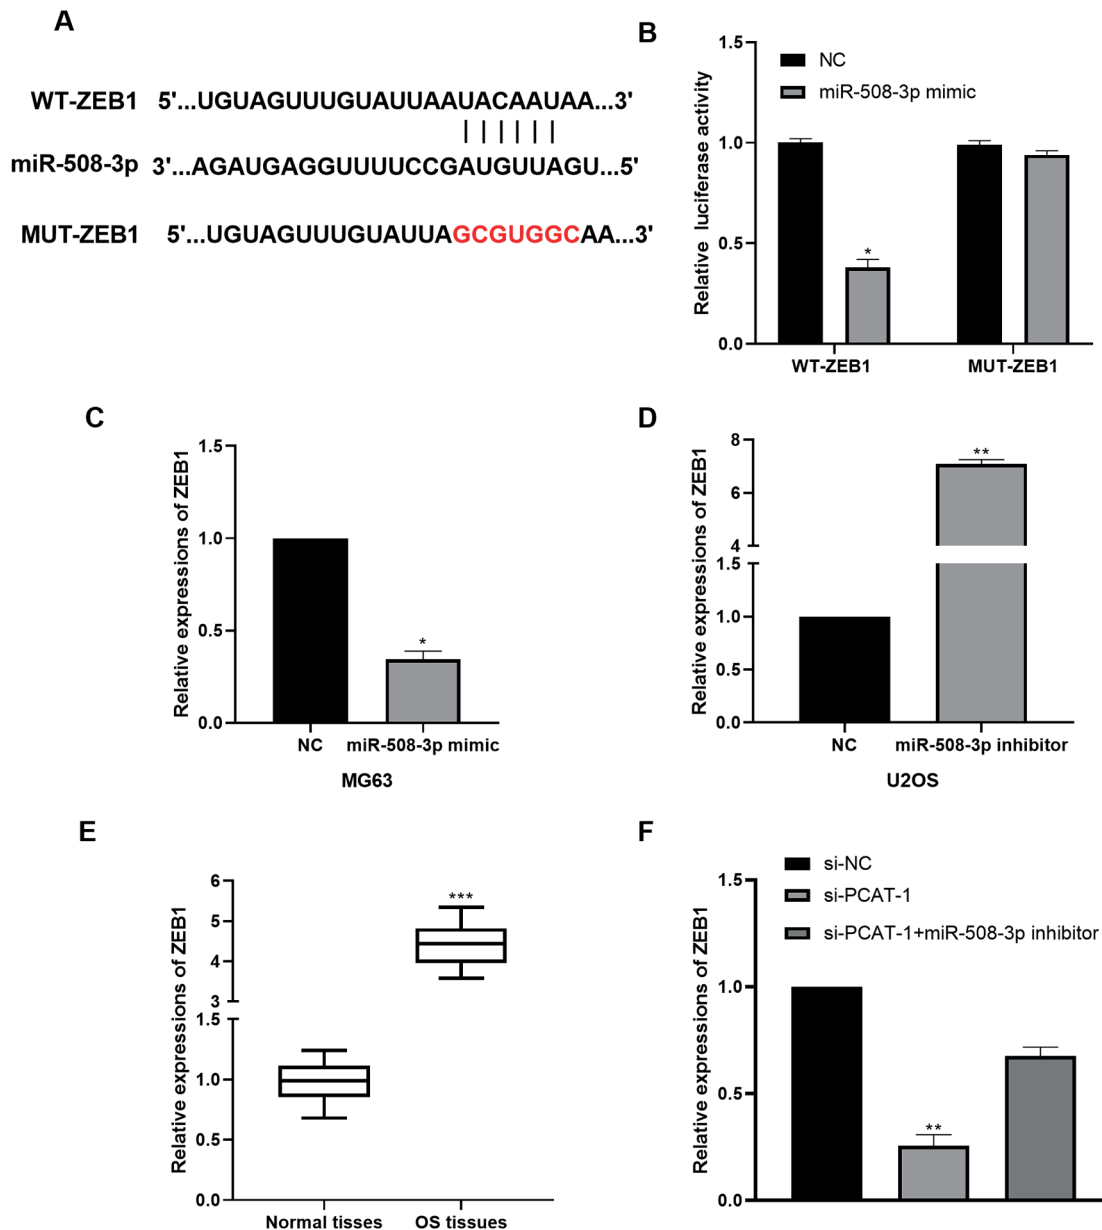 A
WT-ZEB1 5'...UGUAGUUUGUAUUAAUACAAUAA...3'
miR-508-3p 3'...AGAUGAGGUUUUCCGAUGUUAGU...5'
MUT-ZEB1 5'...UGUAGUUUGUAUUAGCGUGGCAA...3'
B
NC
miR-508-3p mimic
Relative luciferase activity
1.5
1.0
0.5
0.0
*
WT-ZEB1 MUT-ZEB1
C
Relative expressions of ZEB1
1.5
1.0
0.5
0.0
*
NC miR-508-3p mimic
MG63
D
Relative expressions of ZEB1
8
6
4
1.5
1.0
0.5
0.0
**
NC miR-508-3p inhibitor
U2OS
E
Relative expressions of ZEB1
6
5
4
3
1.5
1.0
0.5
0.0
***
Normal tisses OS tissues
F
si-NC
si-PCAT-1
si-PCAT-1+miR-508-3p inhibitor
Relative expressions of ZEB1
1.5
1.0
0.5
0.0
**